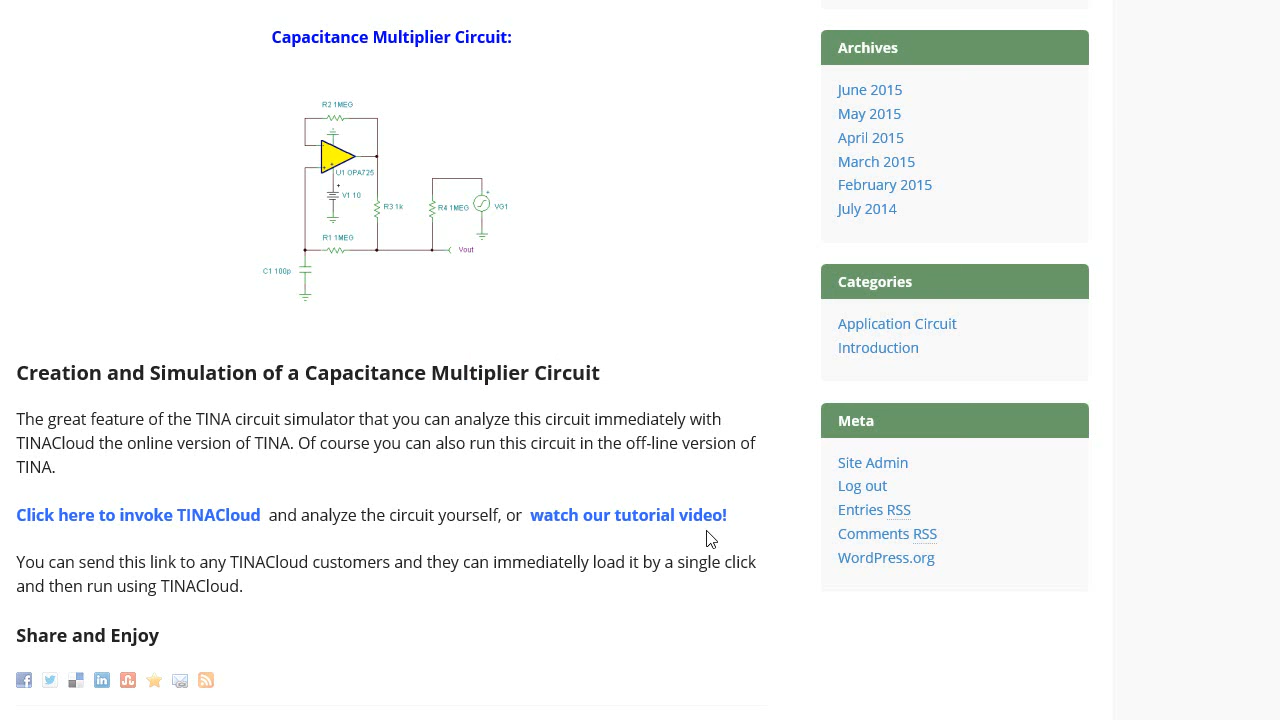 Capacitance Multiplier Circuit:
R2 1MEG
U1 OPA725
V1 10
R3 1k
R4 1MEG
VG1
R1 1MEG
Vout
C1 100p
Creation and Simulation of a Capacitance Multiplier Circuit
The great feature of the TINA circuit simulator that you can analyze this circuit immediately with
TINACloud the online version of TINA. Of course you can also run this circuit in the off-line version of
TINA.
Click here to invoke TINACloud and analyze the circuit yourself, or watch our tutorial video!
You can send this link to any TINACloud customers and they can immediatelly load it by a single click
and then run using TINACloud.
Share and Enjoy
Archives
June 2015
May 2015
April 2015
March 2015
February 2015
July 2014
Categories
Application Circuit
Introduction
Meta
Site Admin
Log out
Entries RSS
Comments RSS
WordPress.org